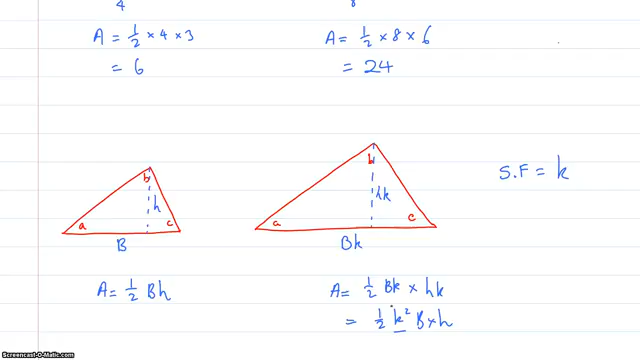 4 8
A = 1/2 × 4 × 3
= 6
A = 1/2 × 8 × 6
= 24
b
h
a
c
B
A = 1/2 Bh
b
hk
a
c
Bk
S.F = k
A = 1/2 Bk × hk
= 1/2 k² B × h
Screencast-O-Matic.com